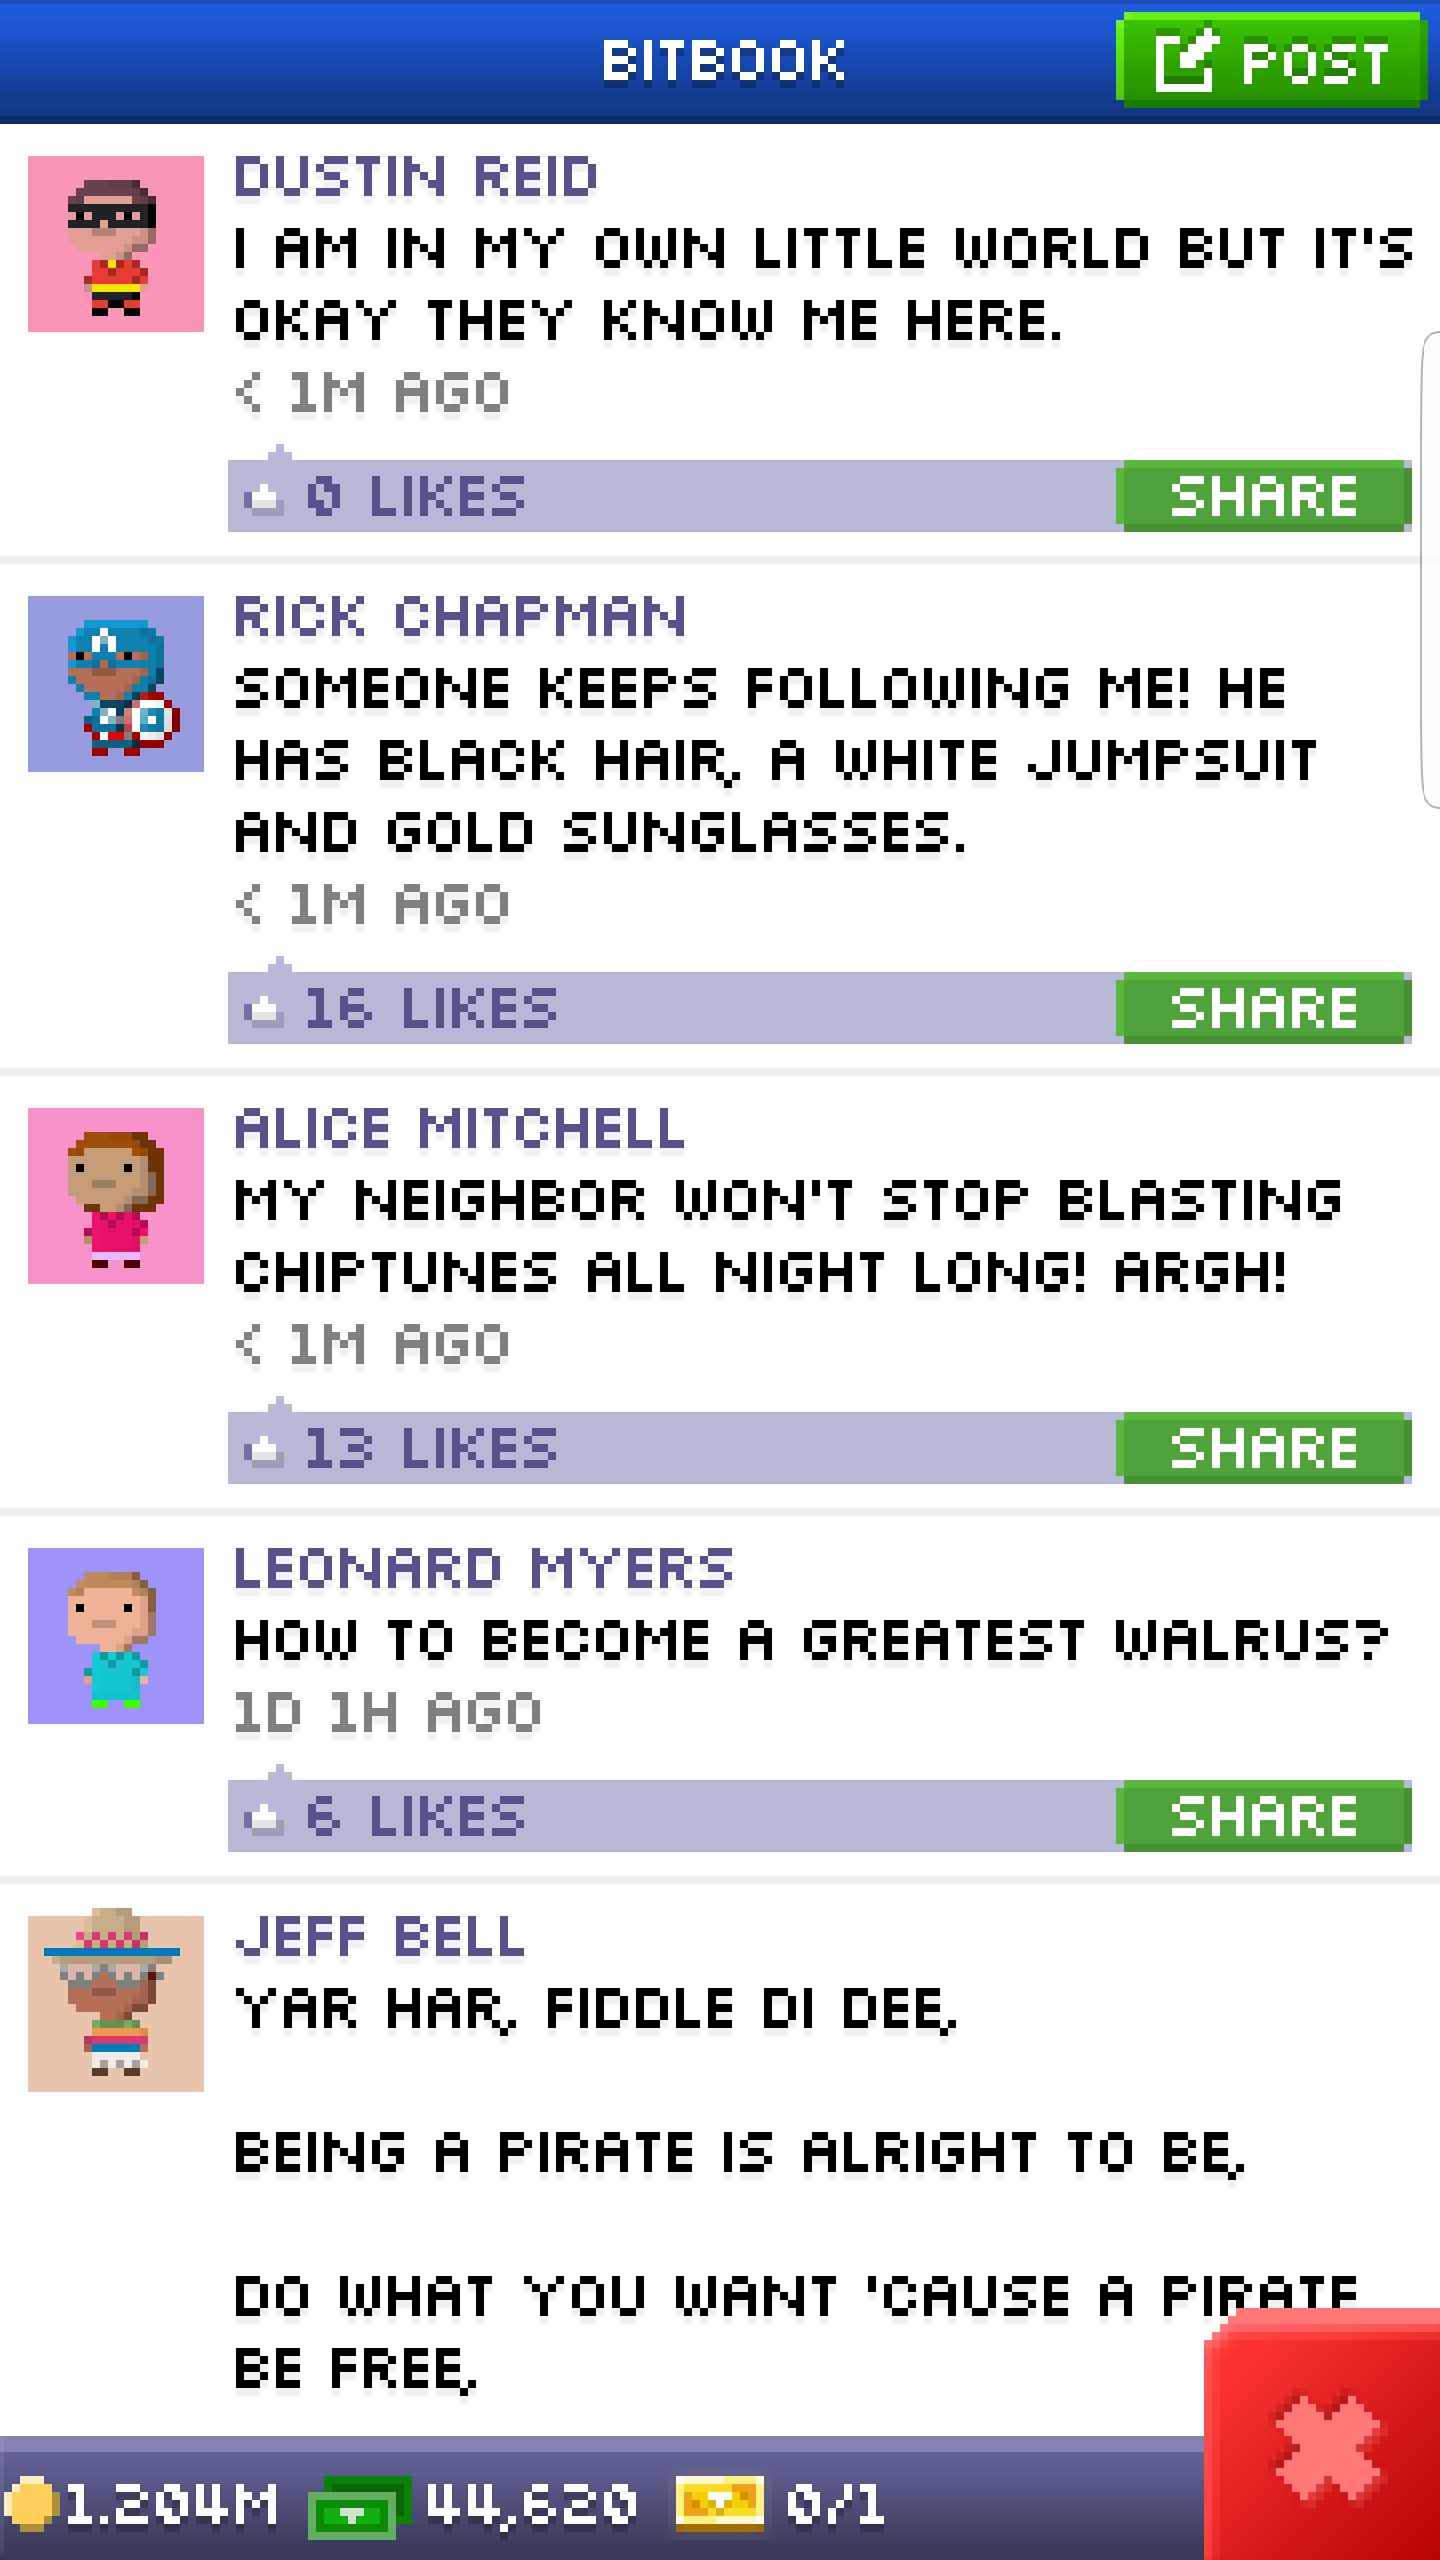 BITBOOK
POST
DUSTIN REID
I AM IN MY OWN LITTLE WORLD BUT IT'S
OKAY THEY KNOW ME HERE.
< 1M AGO
0 LIKES
SHARE
RICK CHAPMAN
SOMEONE KEEPS FOLLOWING ME! HE
HAS BLACK HAIR, A WHITE JUMPSUIT
AND GOLD SUNGLASSES.
< 1M AGO
16 LIKES
SHARE
ALICE MITCHELL
MY NEIGHBOR WON'T STOP BLASTING
CHIPTUNES ALL NIGHT LONG! ARGH!
< 1M AGO
13 LIKES
SHARE
LEONARD MYERS
HOW TO BECOME A GREATEST WALRUS?
1D 1H AGO
6 LIKES
SHARE
JEFF BELL
YAR HAR, FIDDLE DI DEE,
BEING A PIRATE IS ALRIGHT TO BE,
DO WHAT YOU WANT 'CAUSE A PIRATE
BE FREE,
1.204M 44,620 0/1